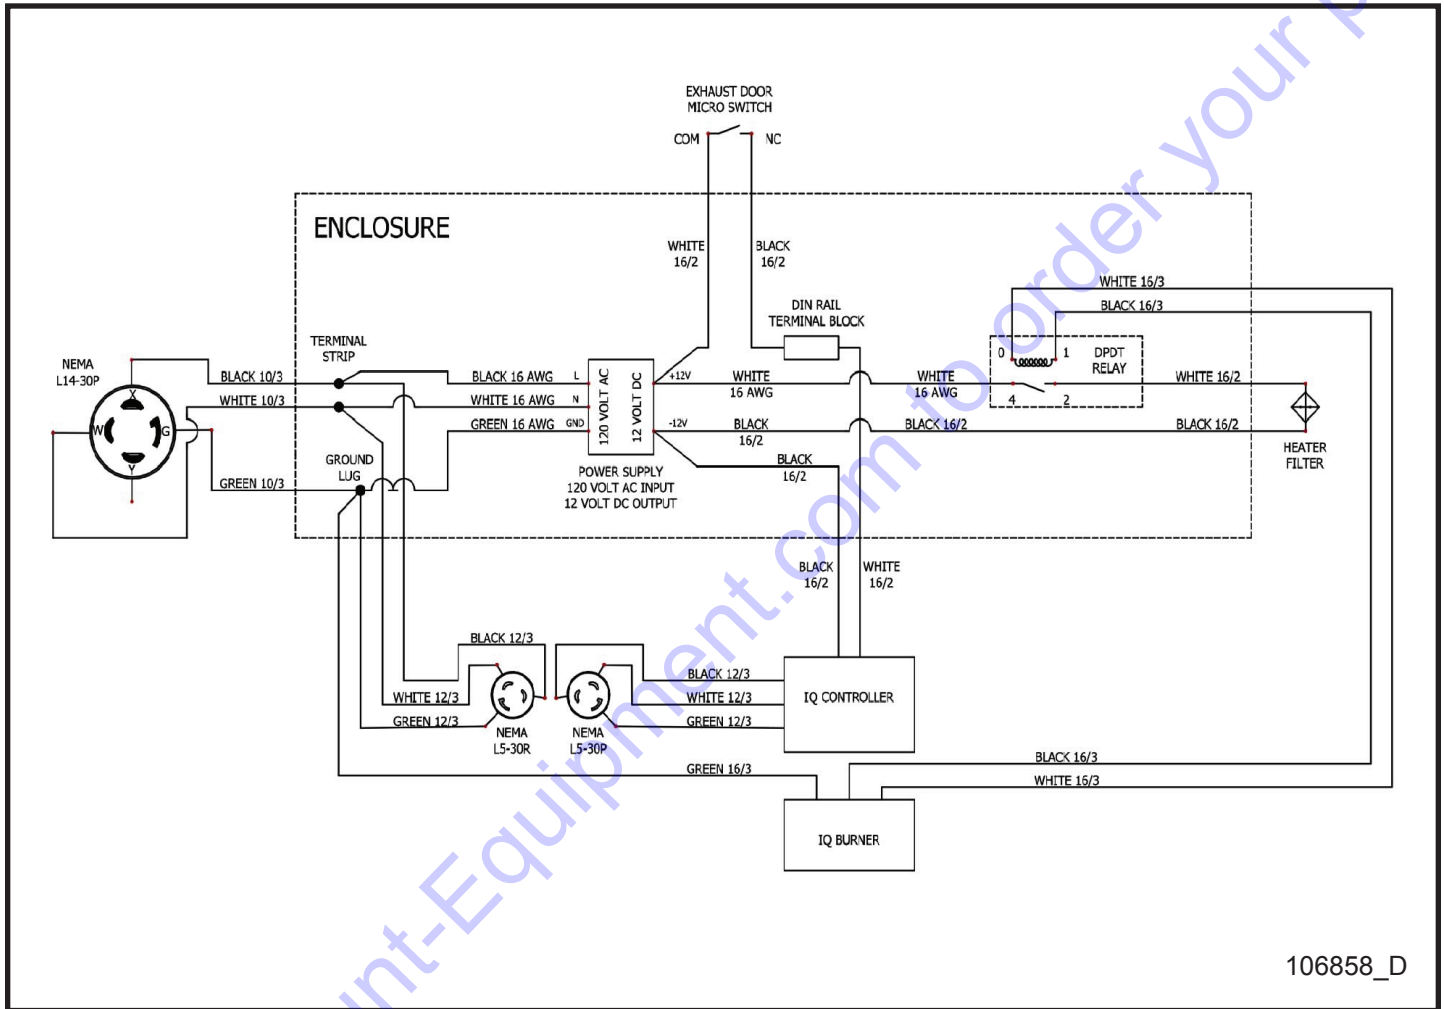 EXHAUST DOOR
MICRO SWITCH
COM
NC
ENCLOSURE
WHITE
16/2
BLACK
16/2
WHITE 16/3
BLACK 16/3
DIN RAIL
TERMINAL BLOCK
TERMINAL
STRIP
0
1
DPDT
RELAY
4
2
NEMA
L14-30P
X
W
G
Y
BLACK 10/3
WHITE 10/3
GREEN 10/3
BLACK 16 AWG
WHITE 16 AWG
GREEN 16 AWG
L
N
GND
120 VOLT AC
12 VOLT DC
+12V
-12V
WHITE
16 AWG
WHITE
16 AWG
WHITE 16/2
BLACK
16/2
BLACK 16/2
BLACK 16/2
HEATER
FILTER
GROUND
LUG
BLACK
16/2
POWER SUPPLY
120 VOLT AC INPUT
12 VOLT DC OUTPUT
BLACK
16/2
WHITE
16/2
BLACK 12/3
WHITE 12/3
GREEN 12/3
NEMA
L5-30R
NEMA
L5-30P
BLACK 12/3
WHITE 12/3
GREEN 12/3
IQ CONTROLLER
GREEN 16/3
BLACK 16/3
WHITE 16/3
IQ BURNER
106858_D
nt-Equipment.com to order your p